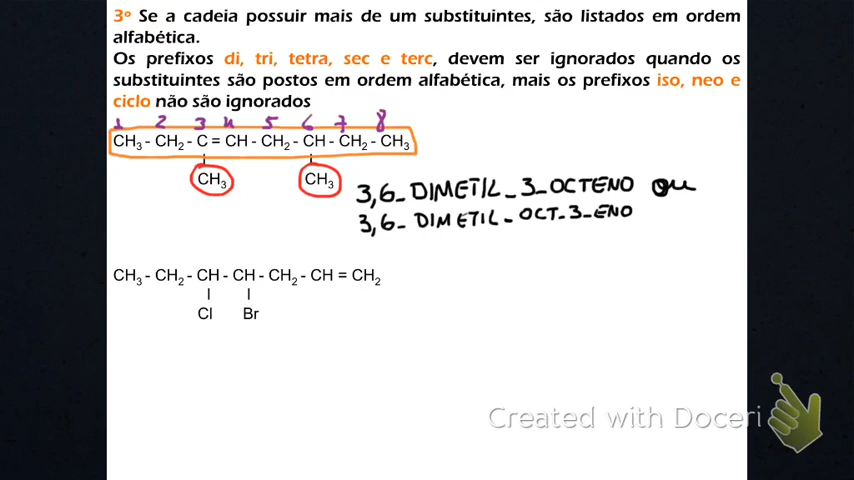 3º Se a cadeia possuir mais de um substituintes, são listados em ordem
alfabética.
Os prefixos di, tri, tetra, sec e terc, devem ser ignorados quando os
substituintes são postos em ordem alfabética, mais os prefixos iso, neo e
ciclo não são ignorados
1 2 3 4 5 6 7 8
CH₃ - CH₂ - C = CH - CH₂ - CH - CH₂ - CH₃
CH₃ CH₃
3,6-DIMETIL-3-OCTENO ou
3,6-DIMETIL-OCT-3-ENO
CH₃ - CH₂ - CH - CH - CH₂ - CH = CH₂
Cl Br
Created with Doceri